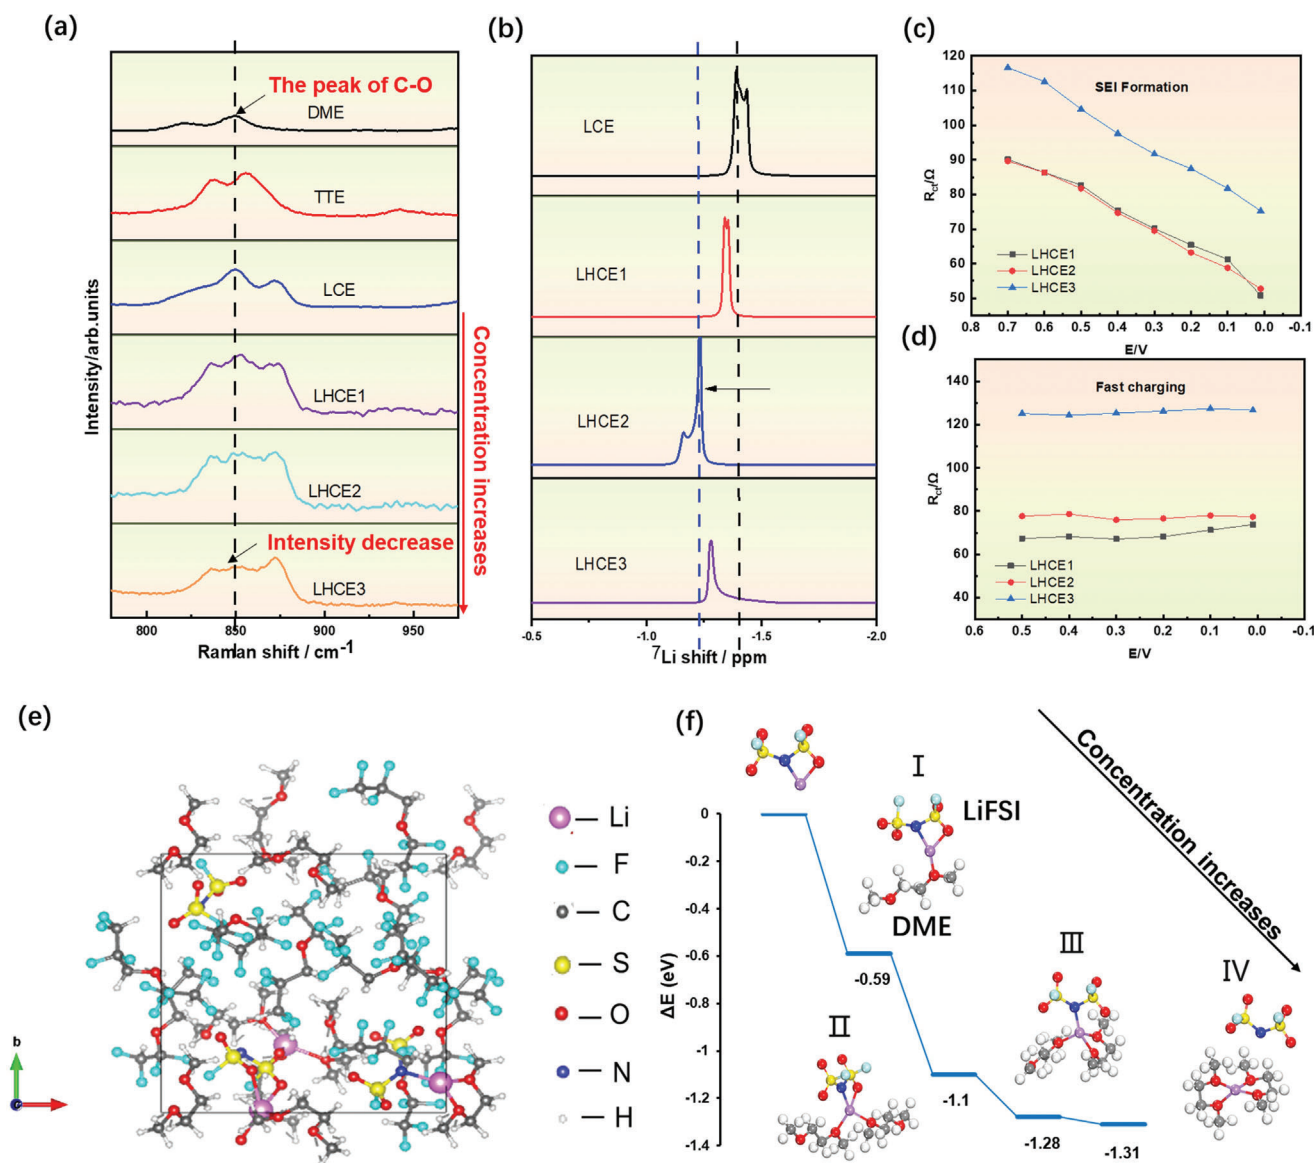 (a)
The peak of C-O
DME
TTE
LCE
LHCE1
LHCE2
Intensity decrease
LHCE3
Intensity/arb.units
Concentration increases
800
850
900
950
Raman shift / cm-1
(b)
LCE
LHCE1
LHCE2
LHCE3
-0.5
-1.0
-1.5
-2.0
7Li shift / ppm
(c)
120
110
100
90
80
70
60
50
Rct/Ω
SEI Formation
LHCE1
LHCE2
LHCE3
0.8 0.7 0.6 0.5 0.4 0.3 0.2 0.1 0.0 -0.1
E/V
(d)
140
120
100
80
60
40
Rct/Ω
Fast charging
LHCE1
LHCE2
LHCE3
0.6 0.5 0.4 0.3 0.2 0.1 0.0 -0.1
E/V
(e)
b
Li
F
C
S
O
N
H
(f)
0
-0.2
-0.4
-0.6
-0.8
-1
-1.2
-1.4
ΔE (eV)
I
LiFSI
DME
-0.59
II
-1.1
III
-1.28
IV
-1.31
Concentration increases